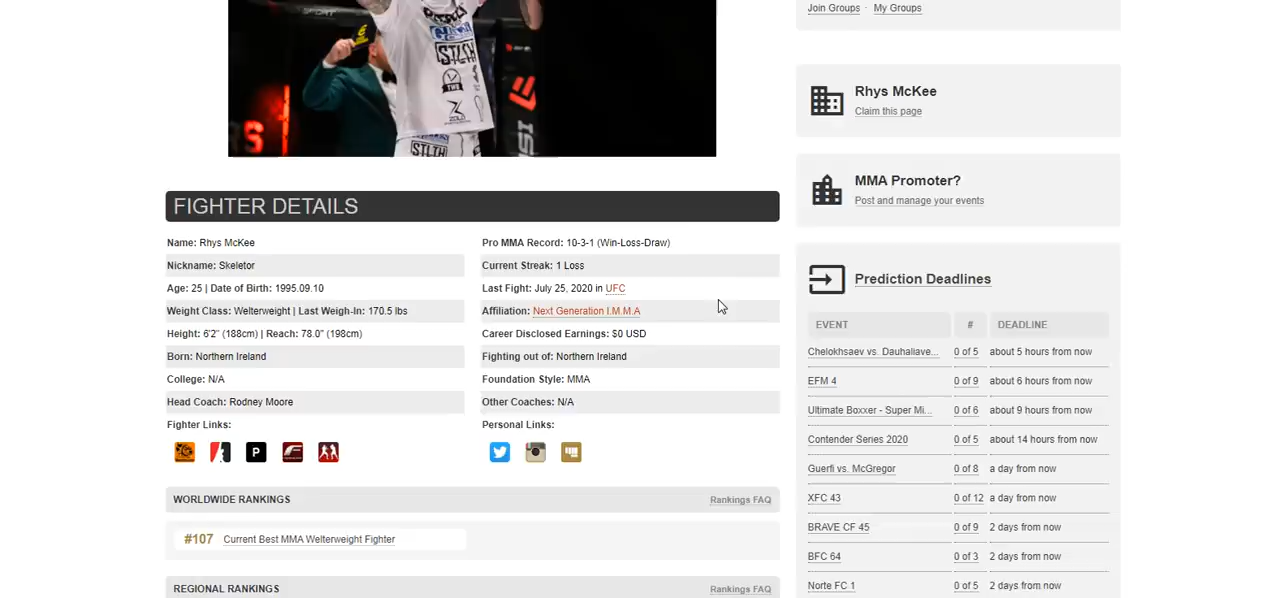 Join Groups · My Groups
STLTH
STLTH
Rhys McKee
Claim this page
MMA Promoter?
Post and manage your events
FIGHTER DETAILS
Name: Rhys McKee
Pro MMA Record: 10-3-1 (Win-Loss-Draw)
Nickname: Skeletor
Current Streak: 1 Loss
Age: 25 | Date of Birth: 1995.09.10
Last Fight: July 25, 2020 in UFC
Weight Class: Welterweight | Last Weigh-In: 170.5 lbs
Affiliation: Next Generation I.M.M.A
Height: 6'2" (188cm) | Reach: 78.0" (198cm)
Career Disclosed Earnings: $0 USD
Born: Northern Ireland
Fighting out of: Northern Ireland
College: N/A
Foundation Style: MMA
Head Coach: Rodney Moore
Other Coaches: N/A
Fighter Links:
Personal Links:
P
WORLDWIDE RANKINGS
Rankings FAQ
#107 Current Best MMA Welterweight Fighter
REGIONAL RANKINGS
Rankings FAQ
Prediction Deadlines
EVENT # DEADLINE
Chelokhsaev vs. Dauhaliave... 0 of 5 about 5 hours from now
EFM 4 0 of 9 about 6 hours from now
Ultimate Boxxer - Super Mi... 0 of 6 about 9 hours from now
Contender Series 2020 0 of 5 about 14 hours from now
Guerfi vs. McGregor 0 of 8 a day from now
XFC 43 0 of 12 a day from now
BRAVE CF 45 0 of 9 2 days from now
BFC 64 0 of 3 2 days from now
Norte FC 1 0 of 5 2 days from now